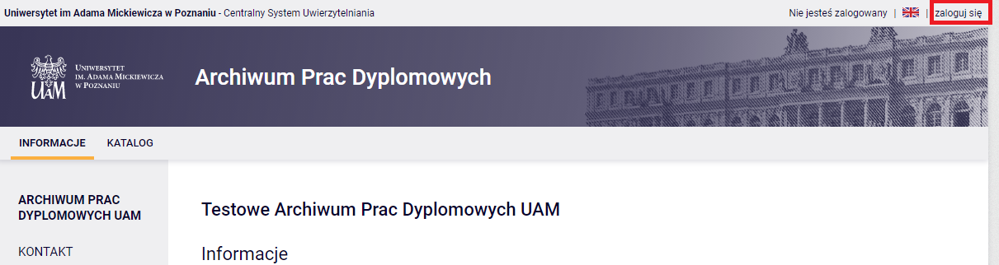 Uniwersytet im Adama Mickiewicza w Poznaniu - Centralny System Uwierzytelniania
Nie jesteś zalogowany | | zaloguj się
UNIWERSYTET
IM. ADAMA MICKIEWICZA
W POZNANIU
UAM
Archiwum Prac Dyplomowych
INFORMACJE KATALOG
ARCHIWUM PRAC
DYPLOMOWYCH UAM
KONTAKT
Testowe Archiwum Prac Dyplomowych UAM
Informacje